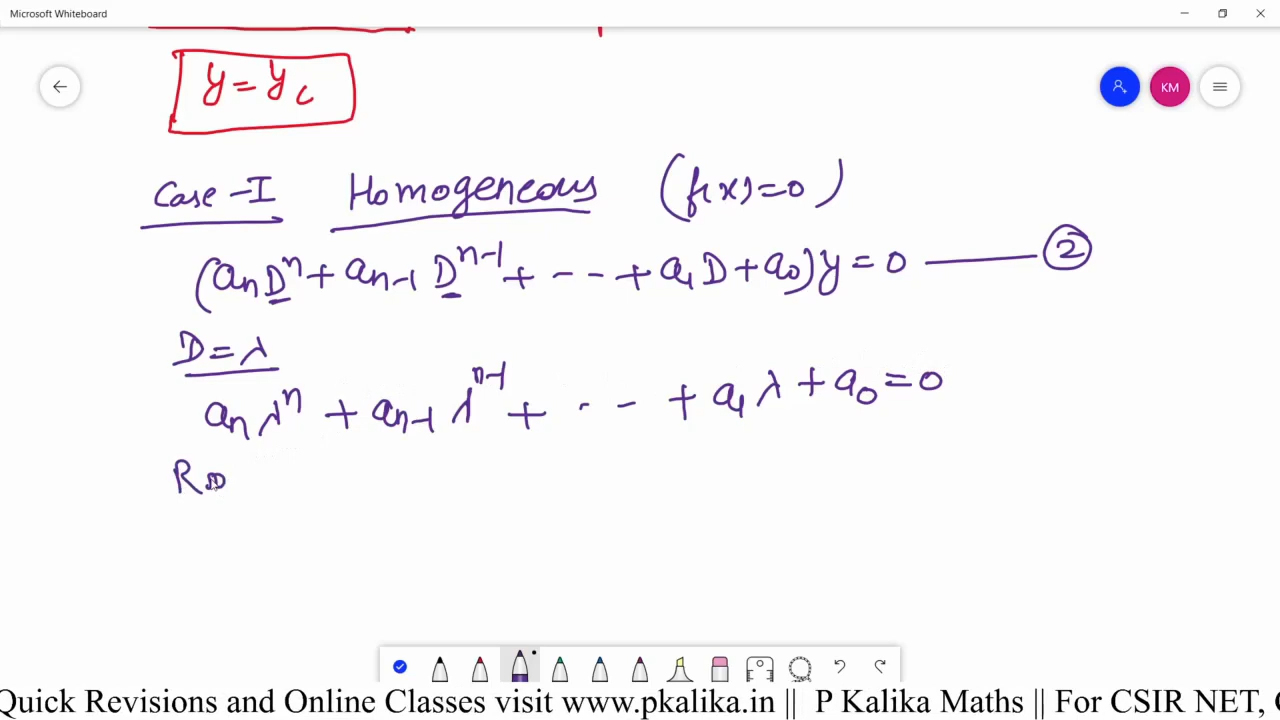 Microsoft Whiteboard
y = y_c
KM
Case - I Homogeneous (f(x)=0)
(a_n D^n + a_{n-1} D^{n-1} + -- -- + a_1 D + a_0) y = 0 ——— ②
D = λ
a_n λ^n + a_{n-1} λ^{n-1} + - -- + a_1 λ + a_0 = 0
Quick Revisions and Online Classes visit www.pkalika.in || P Kalika Maths || For CSIR NET,